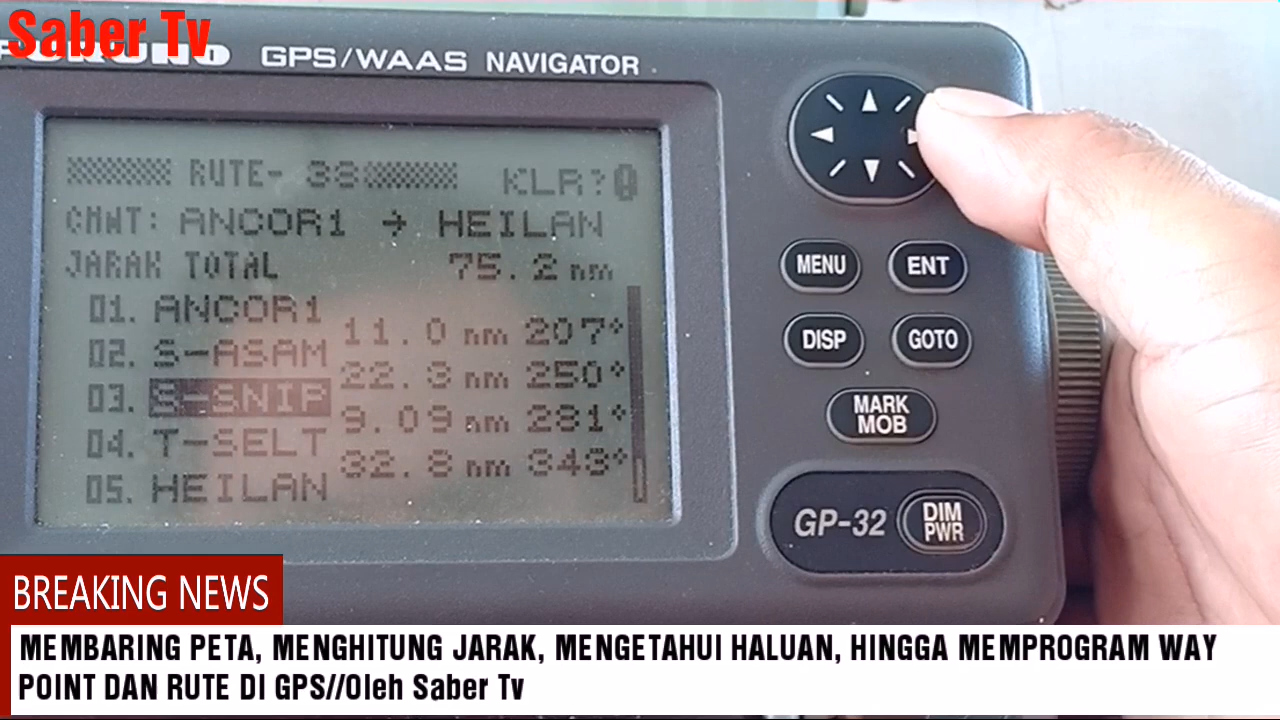 Saber Tv
FURUNO GPS/WAAS NAVIGATOR
RUTE- 38 KLR?
CMWT: ANCOR1 → HEILAN
JARAK TOTAL 75.2 nm
01. ANCOR1
11.0 nm 207°
02. S-ASAM
22.3 nm 250°
03. S-SNIP
9.09 nm 281°
04. T-SELT
32.8 nm 343°
05. HEILAN
MENU ENT
DISP GOTO
MARK
MOB
GP-32 DIM
PWR
BREAKING NEWS
MEMBARING PETA, MENGHITUNG JARAK, MENGETAHUI HALUAN, HINGGA MEMPROGRAM WAY
POINT DAN RUTE DI GPS//Oleh Saber Tv